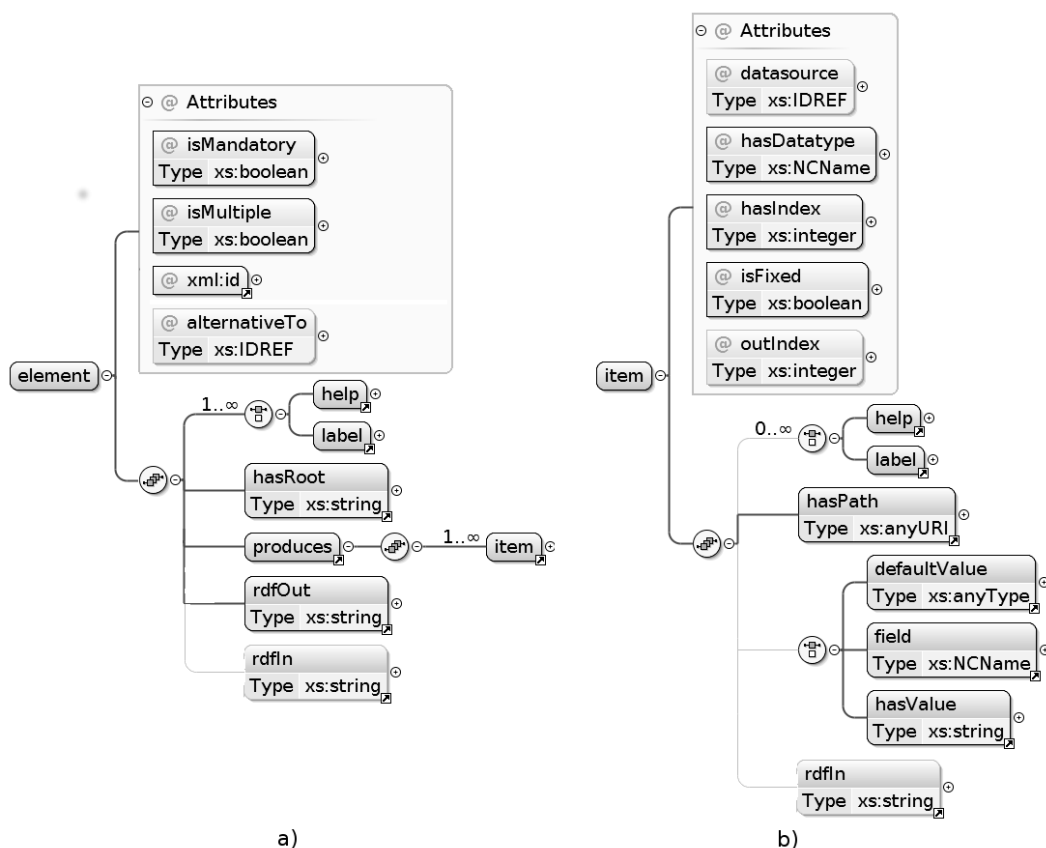 @ Attributes
@ isMandatory
Type xs:boolean
@ isMultiple
Type xs:boolean
@ xml:id
@ alternativeTo
Type xs:IDREF
element
1..∞
help
label
hasRoot
Type xs:string
produces
1..∞
item
rdfOut
Type xs:string
rdfIn
Type xs:string
a)
@ Attributes
@ datasource
Type xs:IDREF
@ hasDatatype
Type xs:NCName
@ hasIndex
Type xs:integer
@ isFixed
Type xs:boolean
@ outIndex
Type xs:integer
item
0..∞
help
label
hasPath
Type xs:anyURI
defaultValue
Type xs:anyType
field
Type xs:NCName
hasValue
Type xs:string
rdfIn
Type xs:string
b)